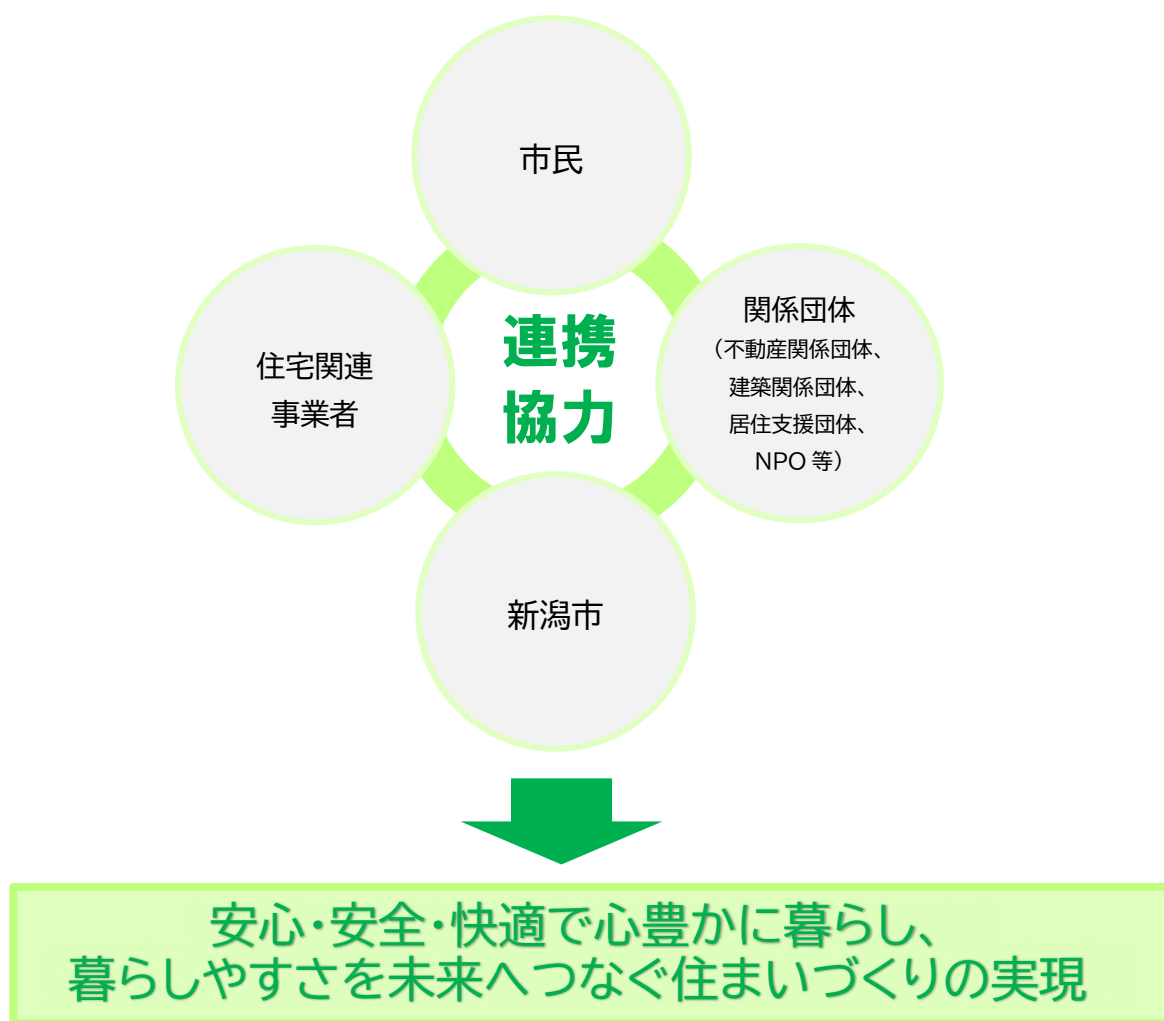 市民
連携
協力
住宅関連
事業者
関係団体
（不動産関係団体、
建築関係団体、
居住支援団体、
NPO 等）
新潟市
安心・安全・快適で心豊かに暮らし、
暮らしやすさを未来へつなぐ住まいづくりの実現